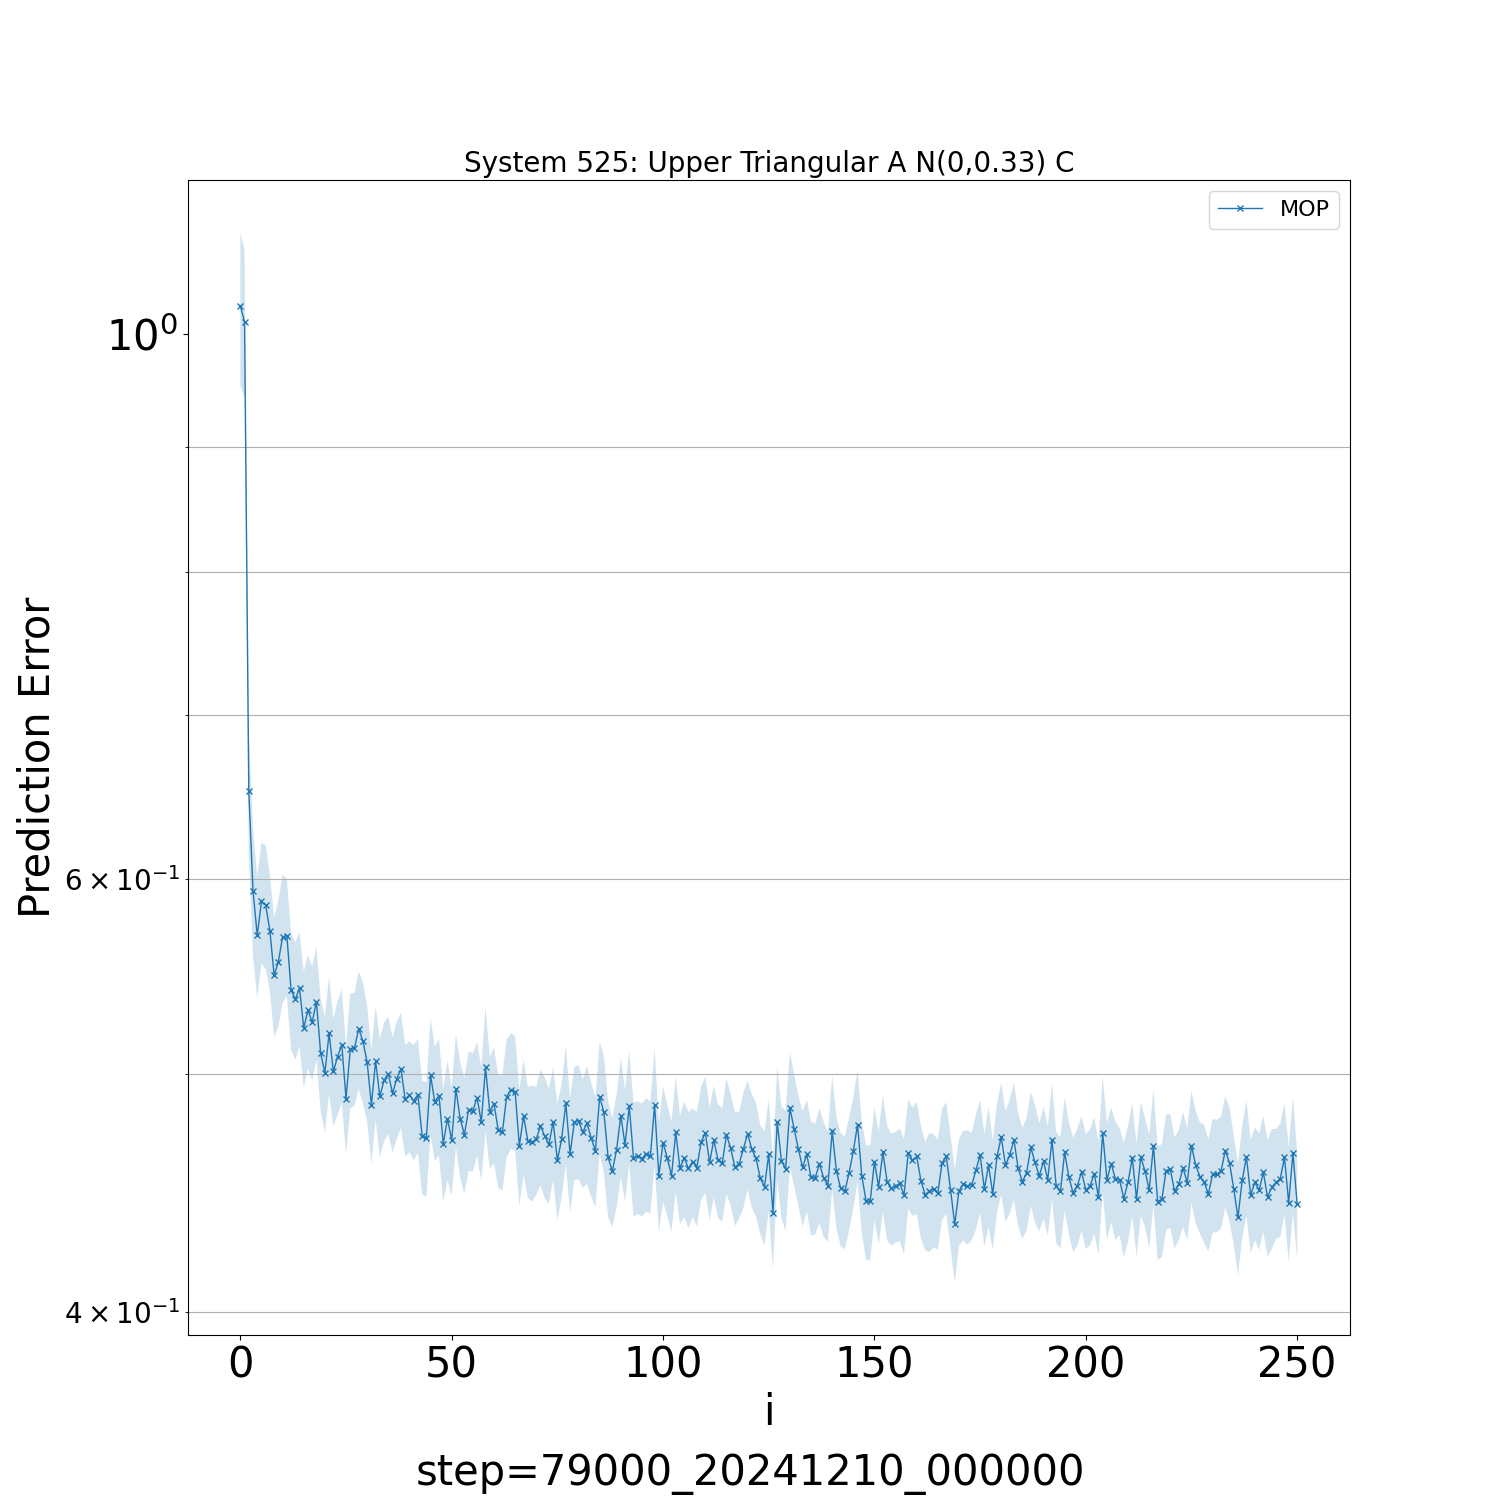 System 525: Upper Triangular A N(0,0.33) C
MOP
Prediction Error
10⁰
6 × 10⁻¹
4 × 10⁻¹
0 50 100 150 200 250
i
step=79000_20241210_000000